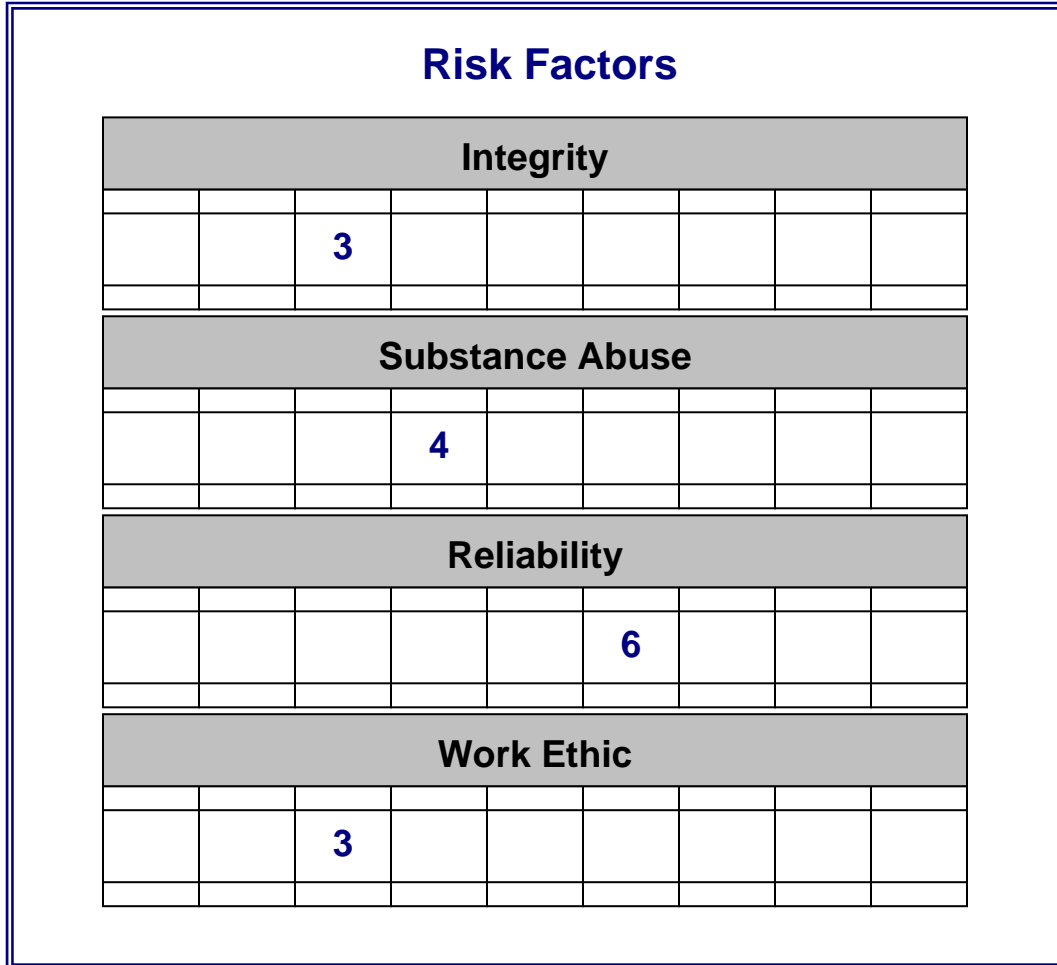 Risk Factors
Integrity
3
Substance Abuse
4
Reliability
6
Work Ethic
3